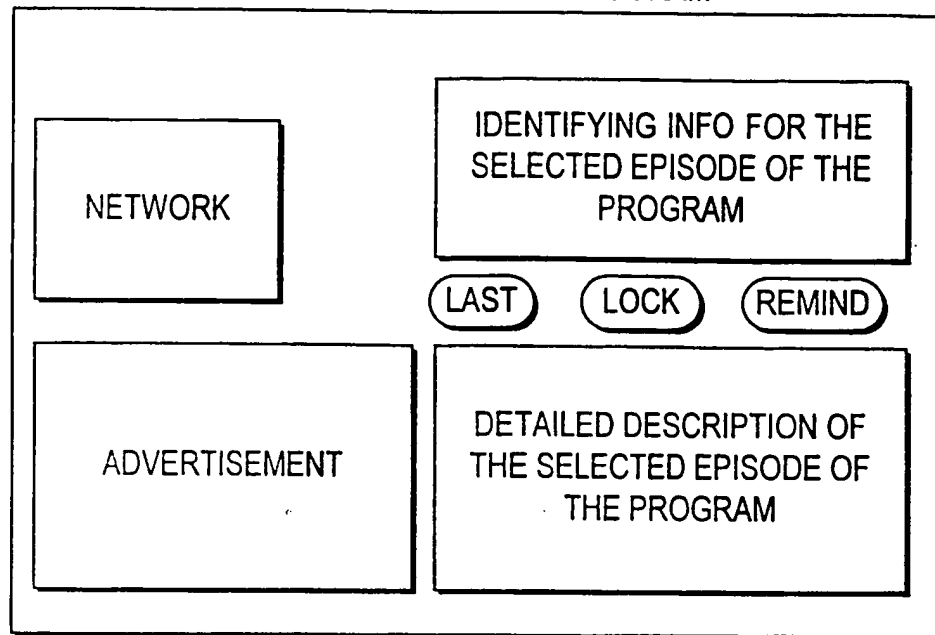 NETWORK
IDENTIFYING INFO FOR THE
SELECTED EPISODE OF THE
PROGRAM
LAST LOCK REMIND
ADVERTISEMENT
DETAILED DESCRIPTION OF
THE SELECTED EPISODE OF
THE PROGRAM